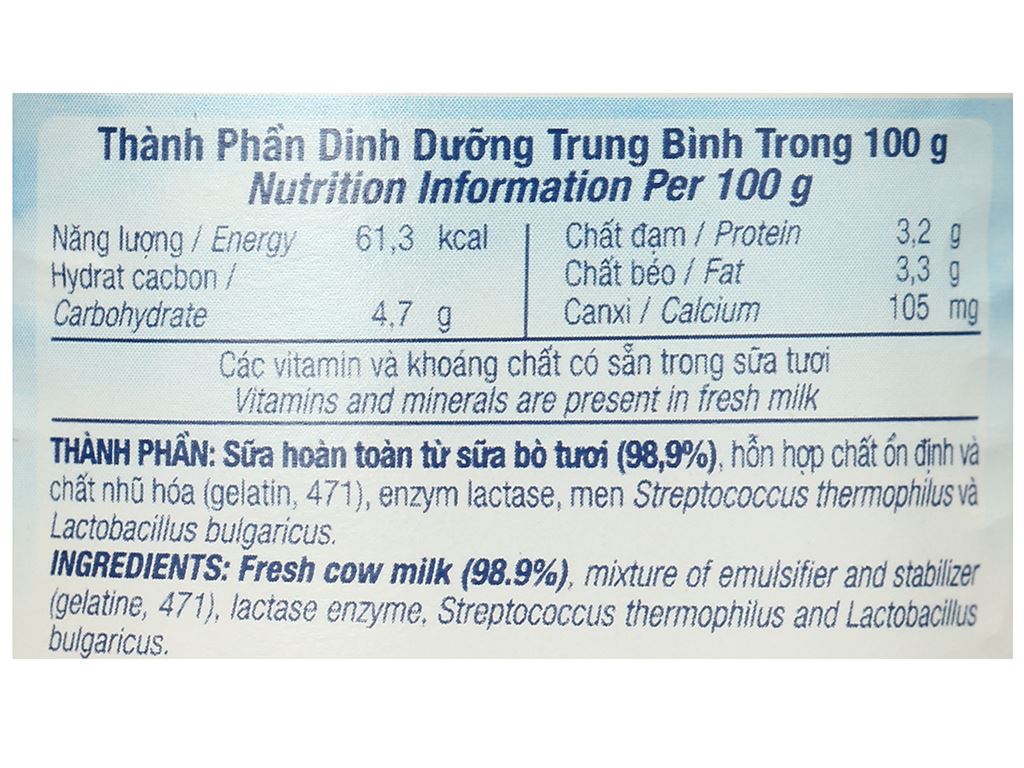 Thành Phần Dinh Dưỡng Trung Bình Trong 100 g
Nutrition Information Per 100 g
Năng lượng / Energy 61,3 kcal
Hydrat cacbon /
Carbohydrate 4,7 g
Chất đạm / Protein 3,2 g
Chất béo / Fat 3,3 g
Canxi / Calcium 105 mg
Các vitamin và khoáng chất có sẵn trong sữa tươi
Vitamins and minerals are present in fresh milk
THÀNH PHẦN: Sữa hoàn toàn từ sữa bò tươi (98,9%), hỗn hợp chất ổn định và
chất nhũ hóa (gelatin, 471), enzym lactase, men Streptococcus thermophilus và
Lactobacillus bulgaricus.
INGREDIENTS: Fresh cow milk (98.9%), mixture of emulsifier and stabilizer
(gelatine, 471), lactase enzyme, Streptococcus thermophilus and Lactobacillus
bulgaricus.